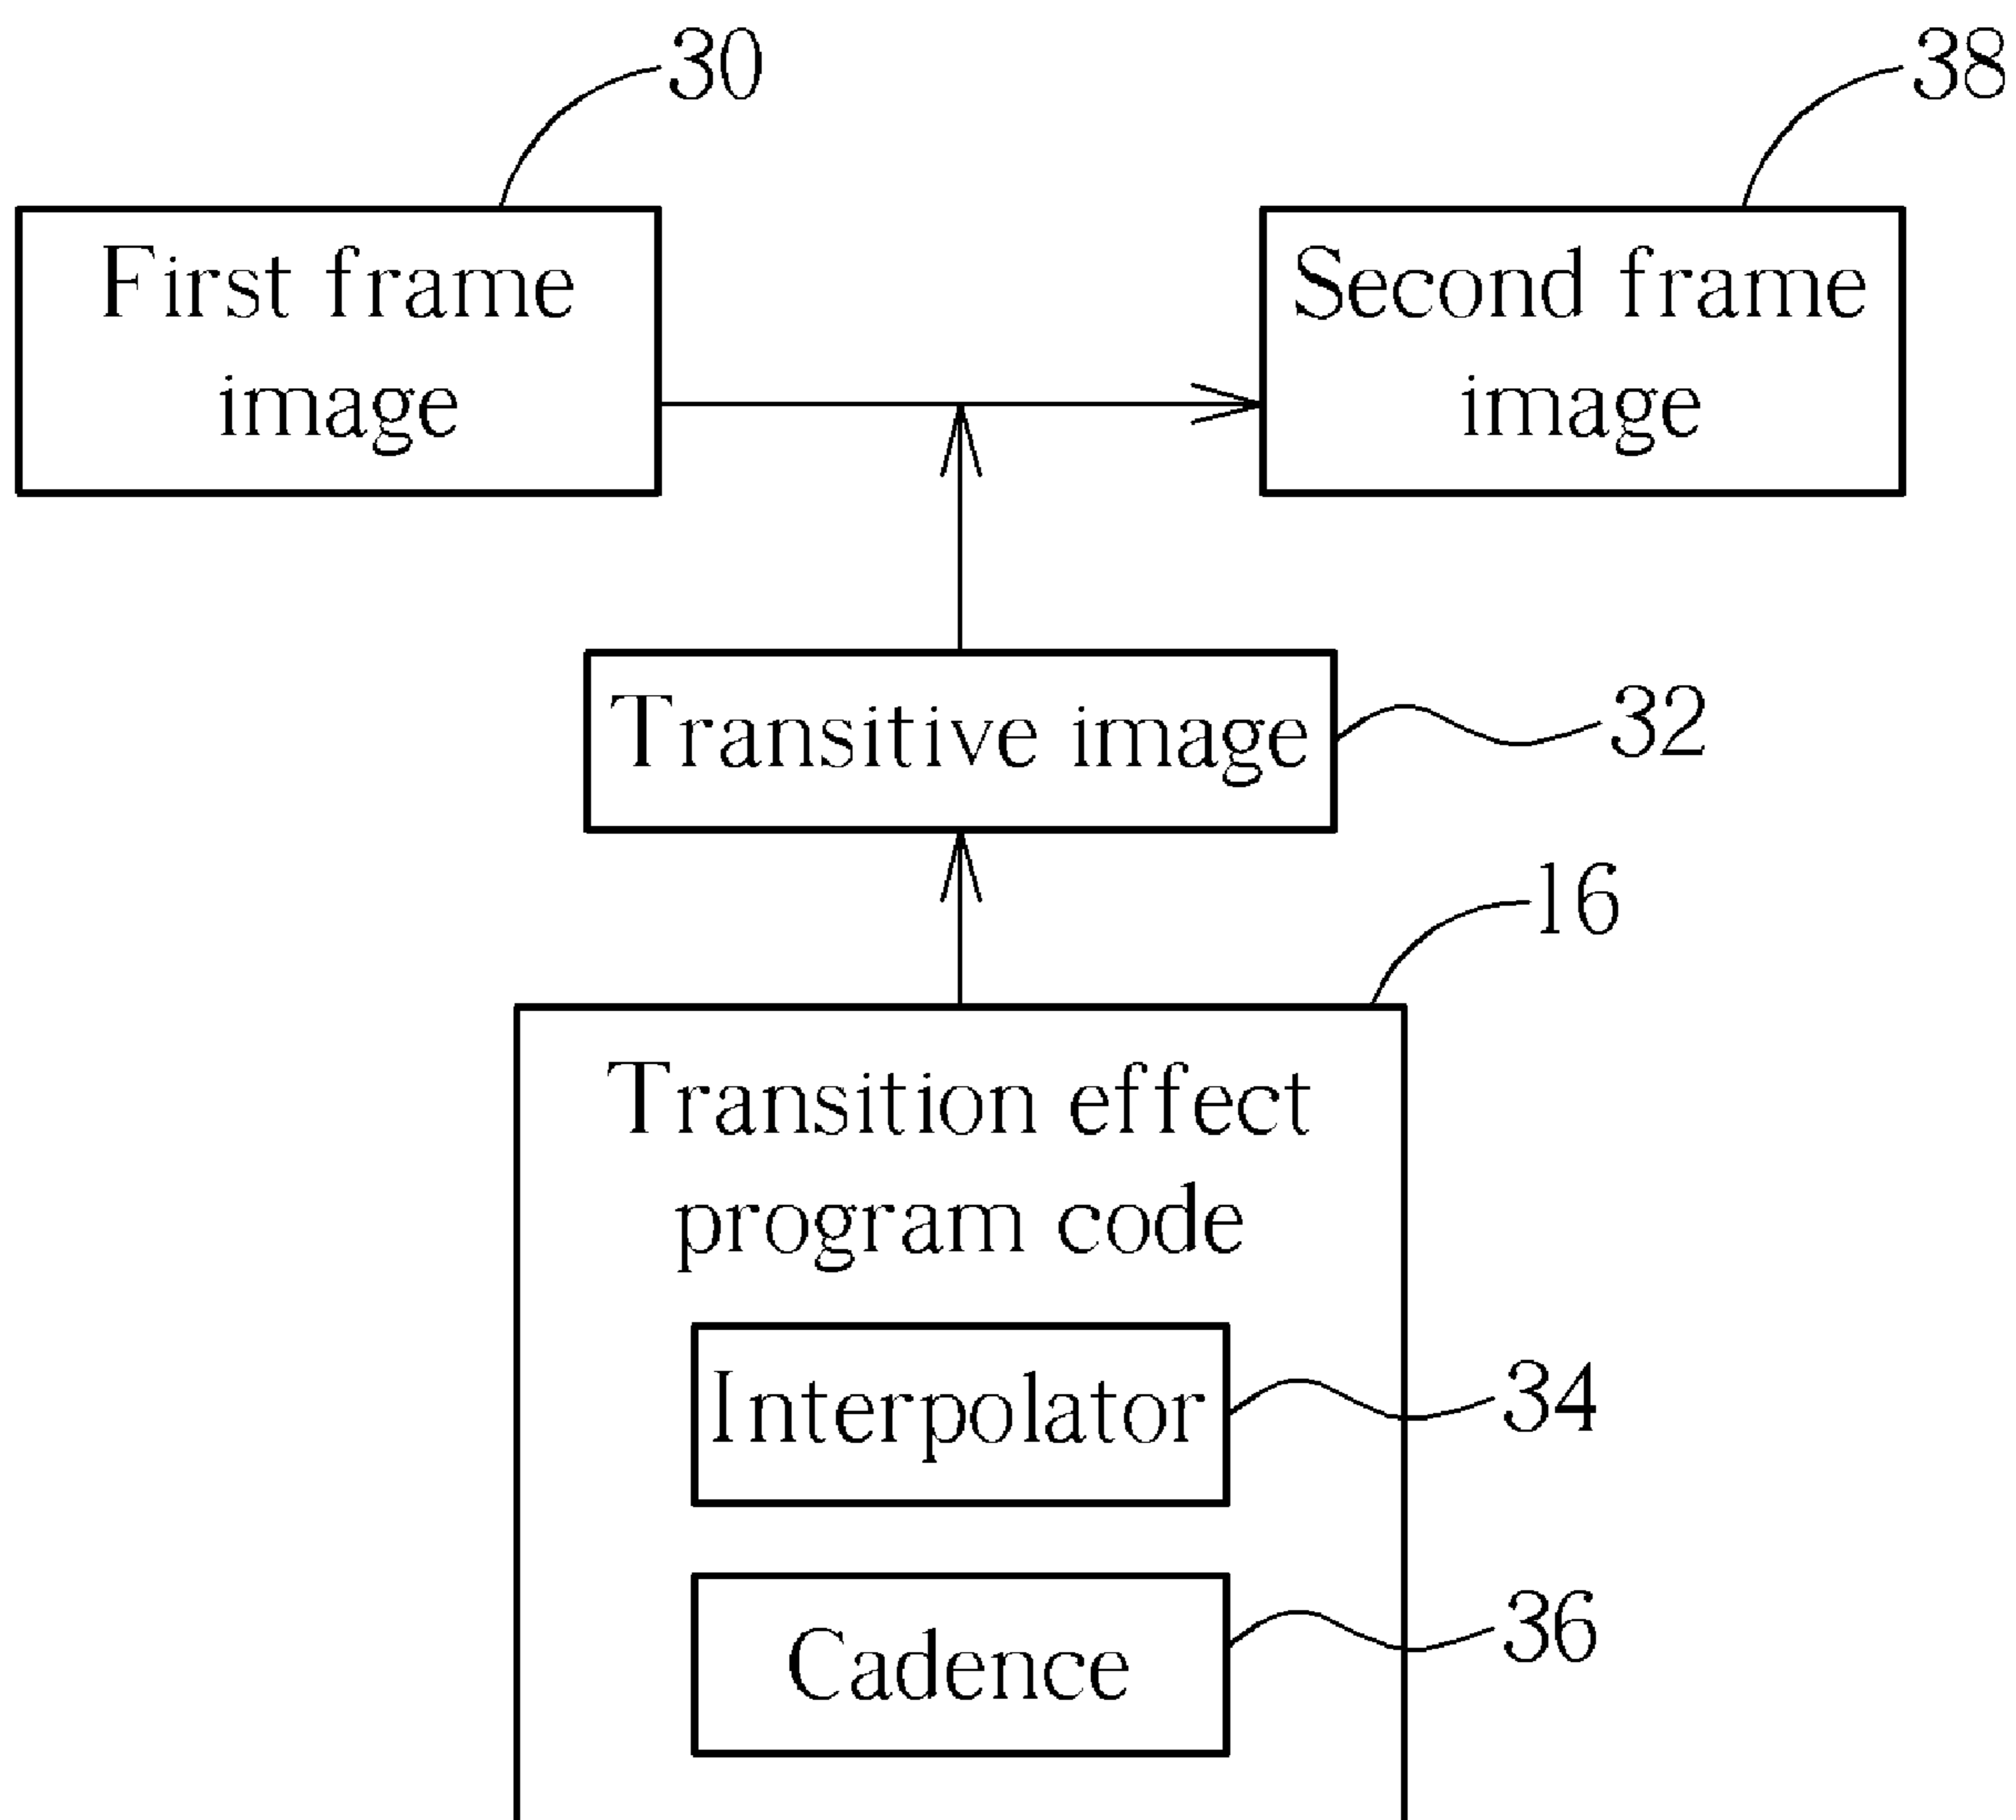 30
38
First frame
image
Second frame
image
Transitive image
32
16
Transition effect
program code
Interpolator
34
Cadence
36